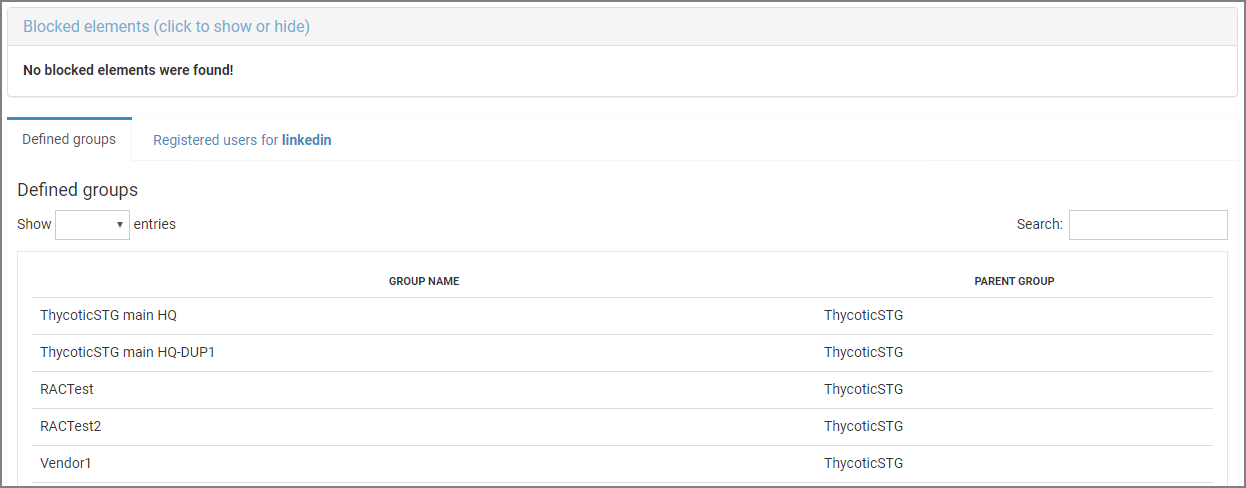 Blocked elements (click to show or hide)
No blocked elements were found!
Defined groups Registered users for linkedin
Defined groups
Show entries Search:
GROUP NAME PARENT GROUP
ThycoticSTG main HQ ThycoticSTG
ThycoticSTG main HQ-DUP1 ThycoticSTG
RACTest ThycoticSTG
RACTest2 ThycoticSTG
Vendor1 ThycoticSTG